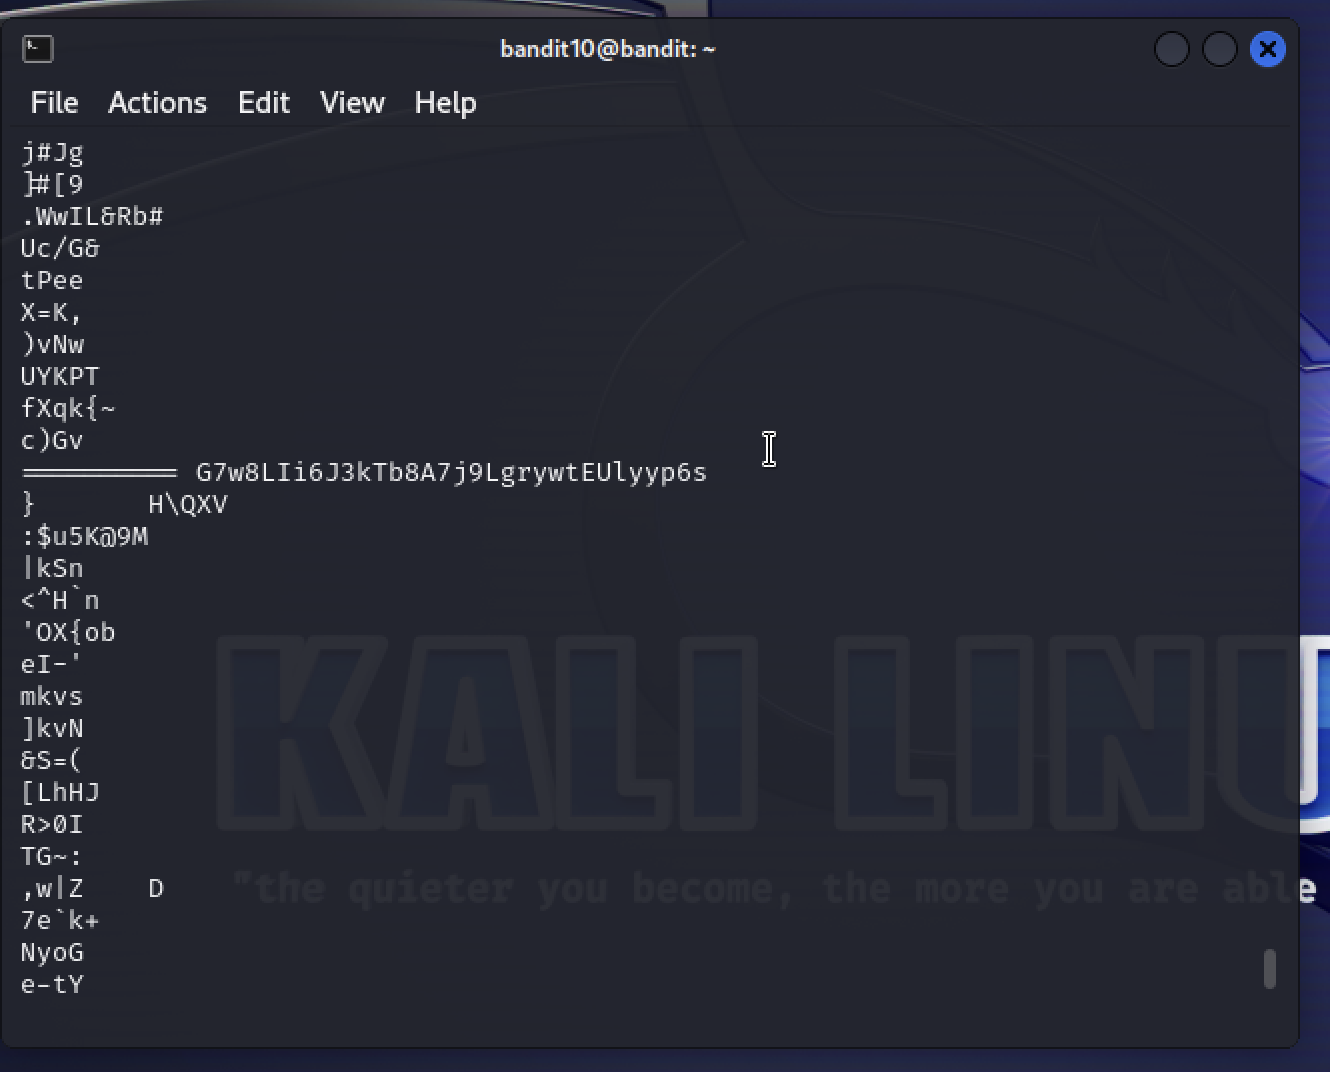 bandit10@bandit: ~
File Actions Edit View Help
j#Jg
]#[9
.WwIL&Rb#
Uc/G&
tPee
X=K,
)vNw
UYKPT
fXqk{~
c)Gv
========== G7w8LIi6J3kTb8A7j9LgrywtEUlyyp6s
}	H\QXV
:$u5K@9M
|kSn
<^H`n
'OX{ob
eI-'
mkvs
]kvN
&S=(
[LhHJ
R>0I
TG~:
,w|Z	D
7e`k+
NyoG
e-tY
KALI LINU
"the quieter you become, the more you are able